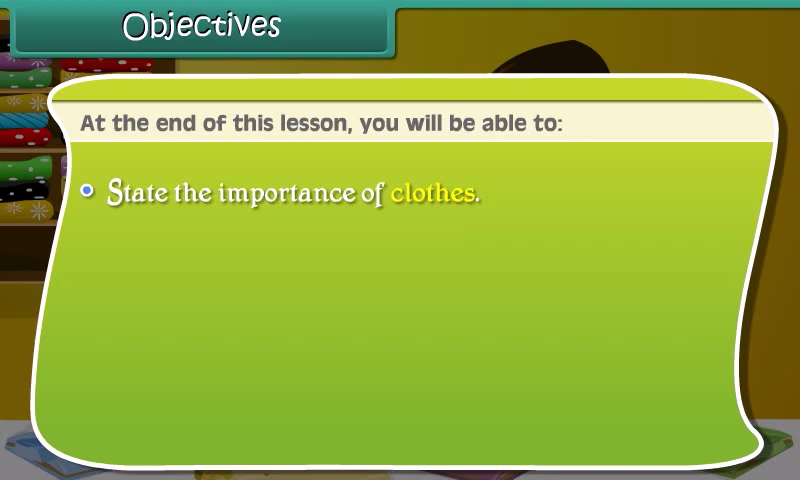 Objectives
At the end of this lesson, you will be able to:
State the importance of clothes.